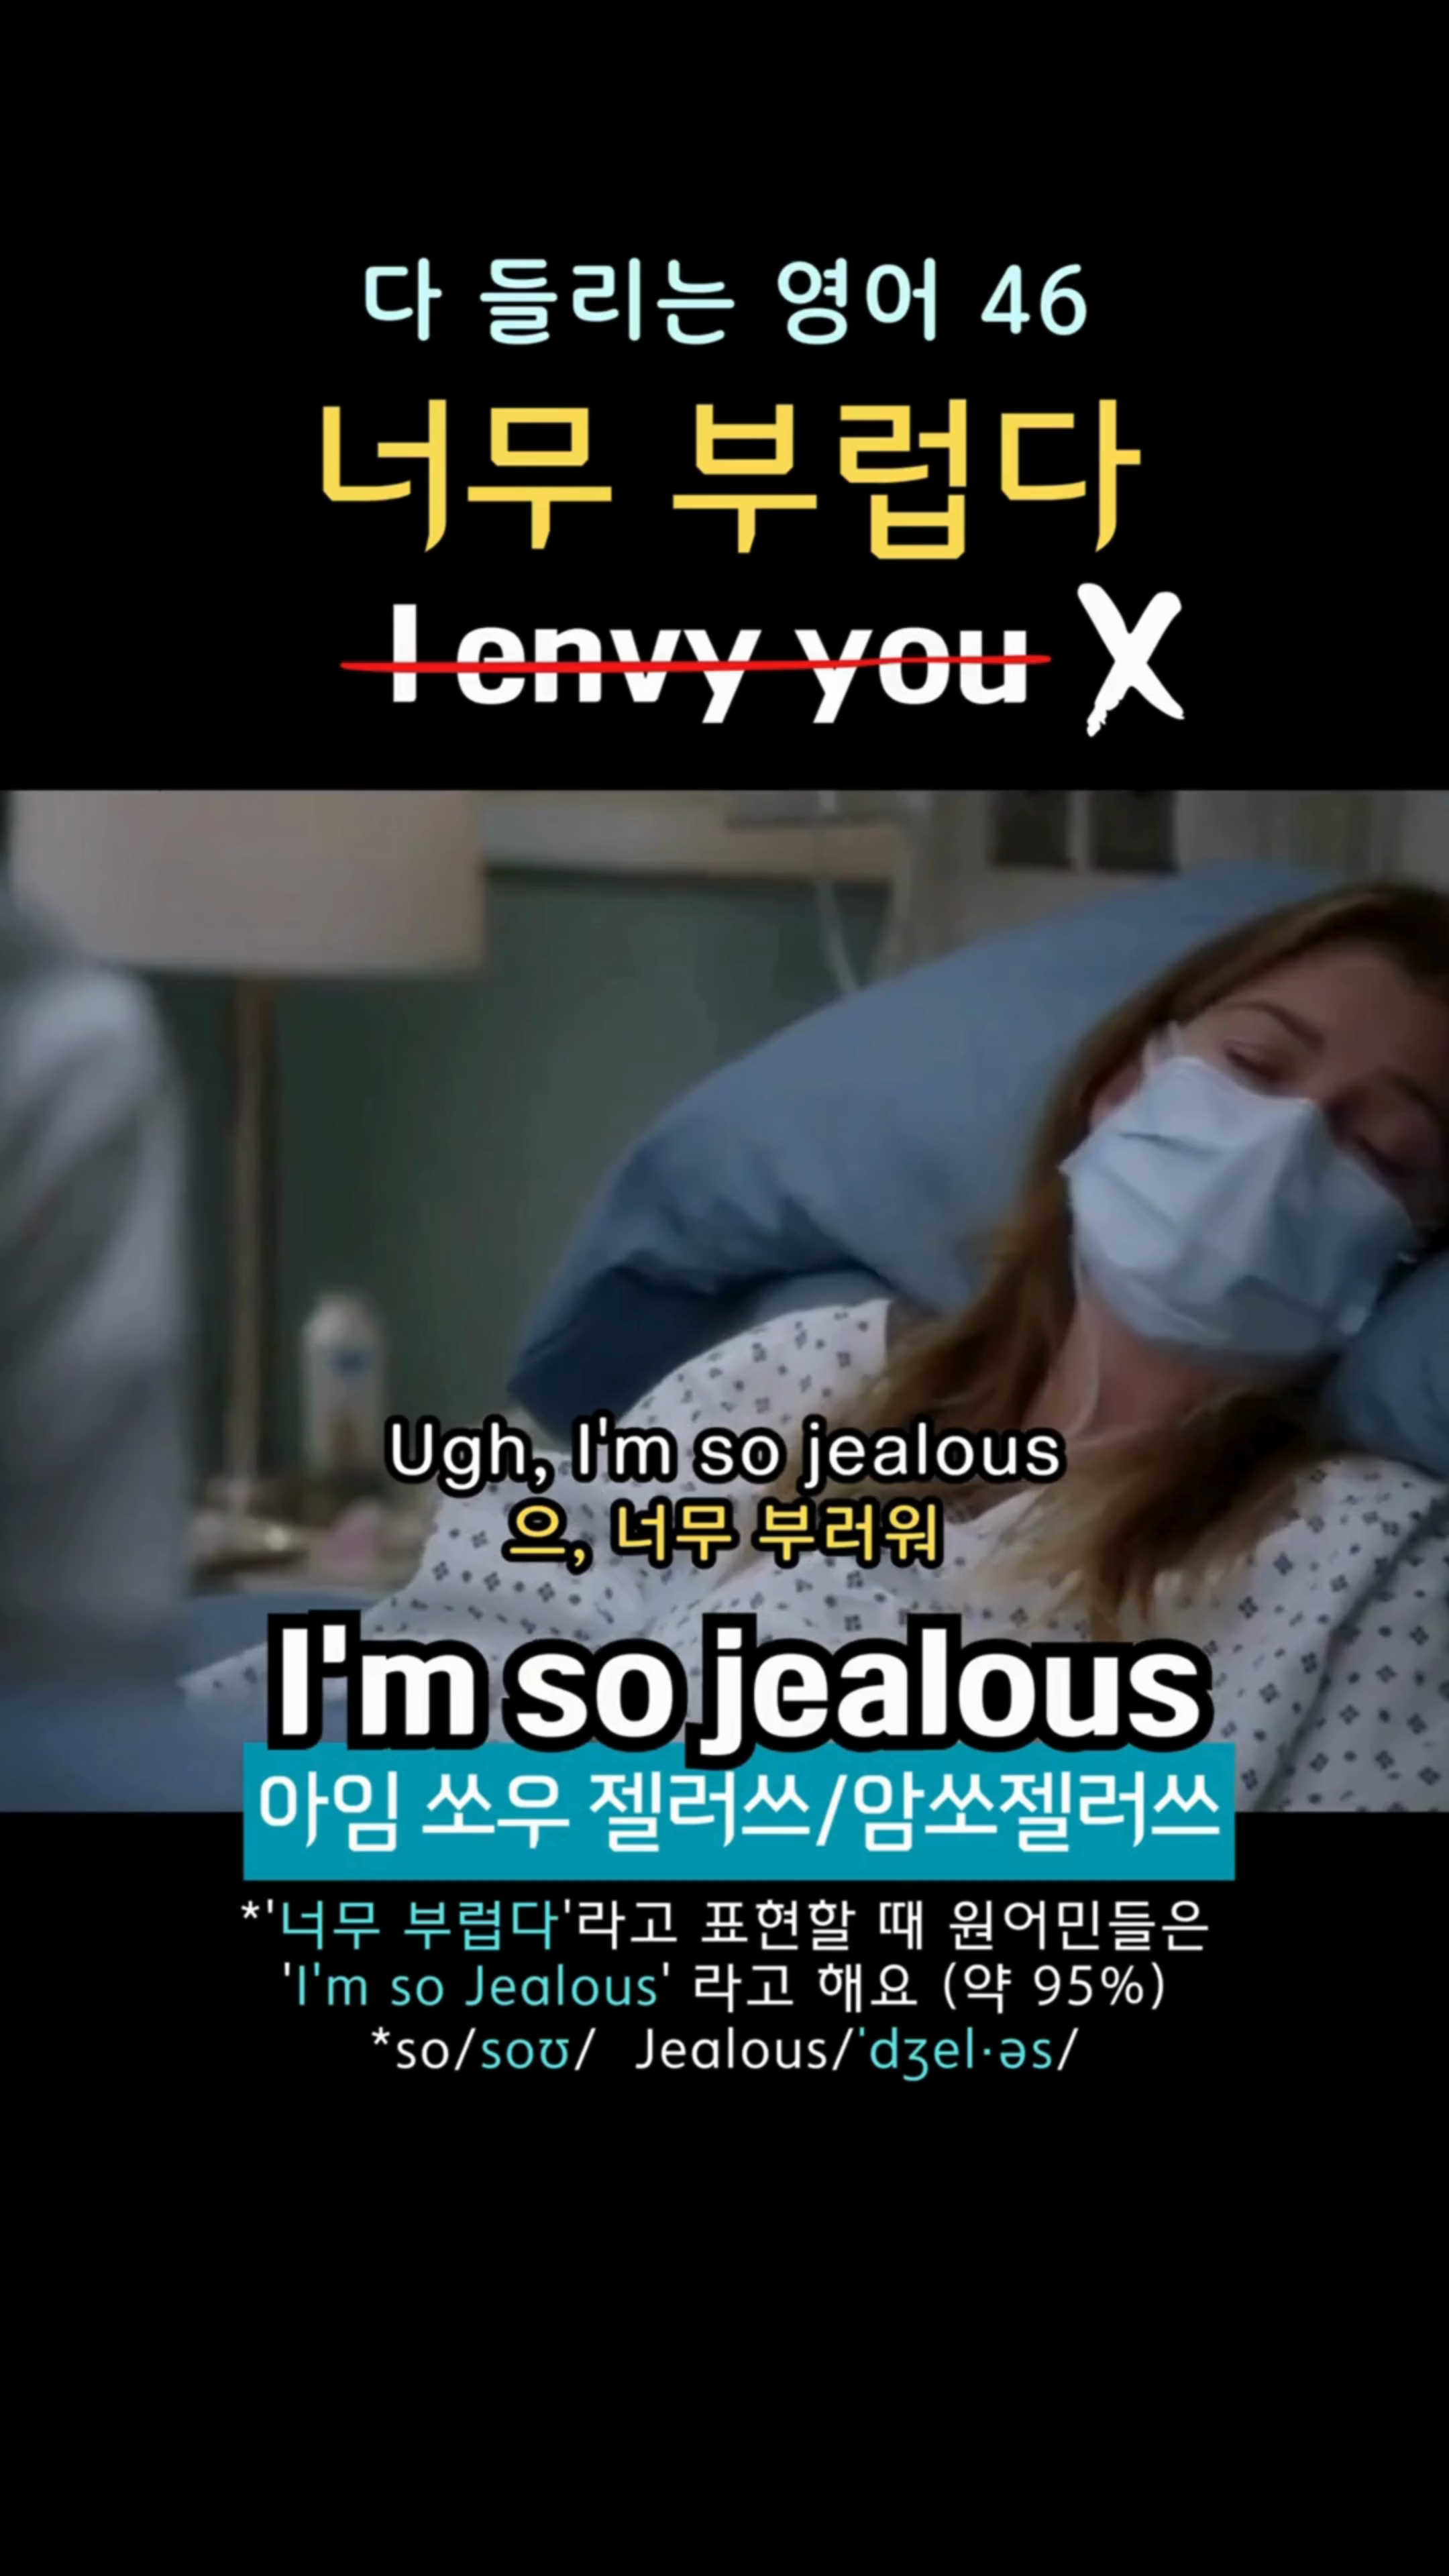 다 들리는 영어 46
너무 부럽다
I envy you X
Ugh, I'm so jealous
으, 너무 부러워
I'm so jealous
아임 쏘우 젤러쓰/암쏘젤러쓰
*'너무 부럽다'라고 표현할 때 원어민들은
'I'm so Jealous' 라고 해요 (약 95%)
*so/soʊ/ Jealous/ˈdʒel·əs/